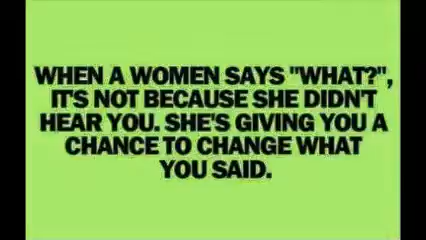 WHEN A WOMEN SAYS "WHAT?",
IT'S NOT BECAUSE SHE DIDN'T
HEAR YOU. SHE'S GIVING YOU A
CHANCE TO CHANGE WHAT
YOU SAID.